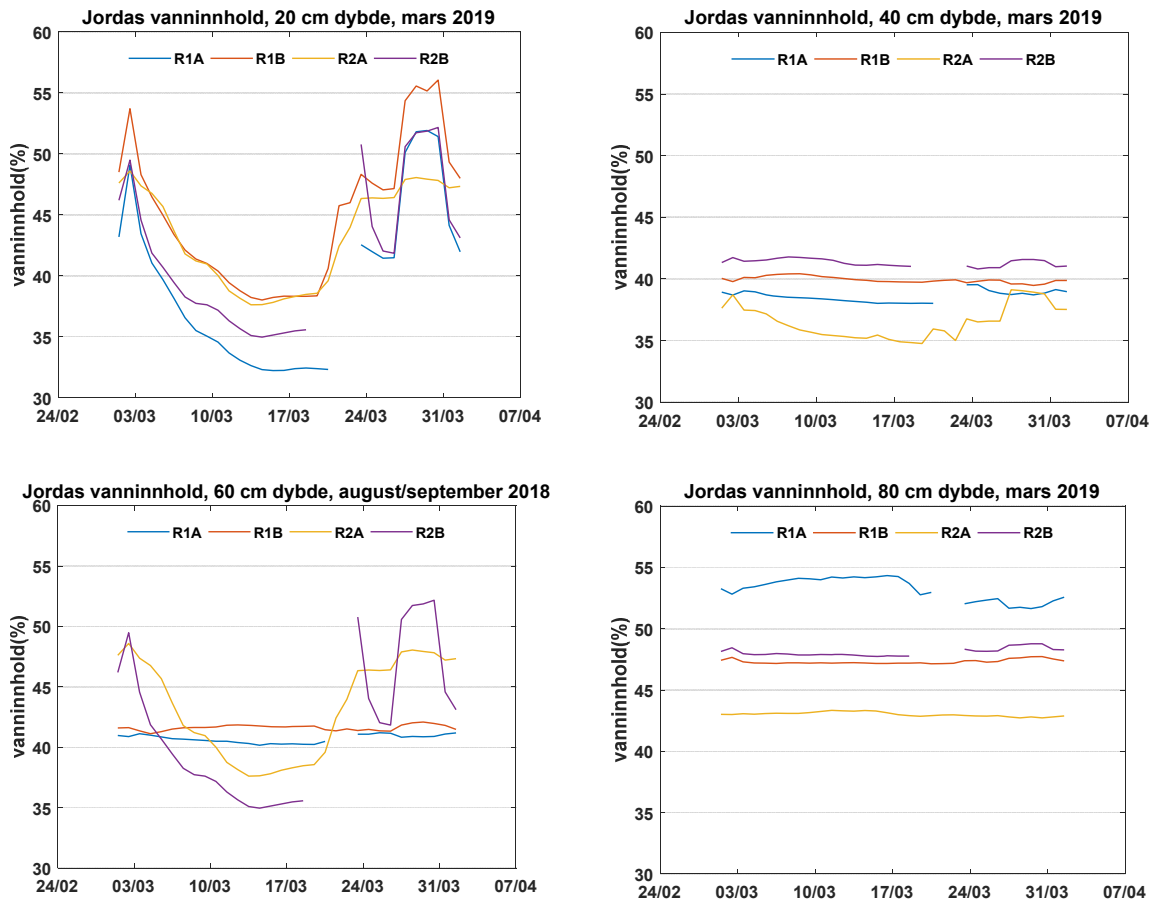 Jordas vanninnhold, 20 cm dybde, mars 2019
60
R1A R1B R2A R2B
55
50
45
40
35
30
vanninnhold(%)
24/02 03/03 10/03 17/03 24/03 31/03 07/04
Jordas vanninnhold, 40 cm dybde, mars 2019
60
R1A R1B R2A R2B
55
50
45
40
35
30
vanninnhold(%)
24/02 03/03 10/03 17/03 24/03 31/03 07/04
Jordas vanninnhold, 60 cm dybde, august/september 2018
60
R1A R1B R2A R2B
55
50
45
40
35
30
vanninnhold(%)
24/02 03/03 10/03 17/03 24/03 31/03 07/04
Jordas vanninnhold, 80 cm dybde, mars 2019
60
R1A R1B R2A R2B
55
50
45
40
35
30
vanninnhold(%)
24/02 03/03 10/03 17/03 24/03 31/03 07/04